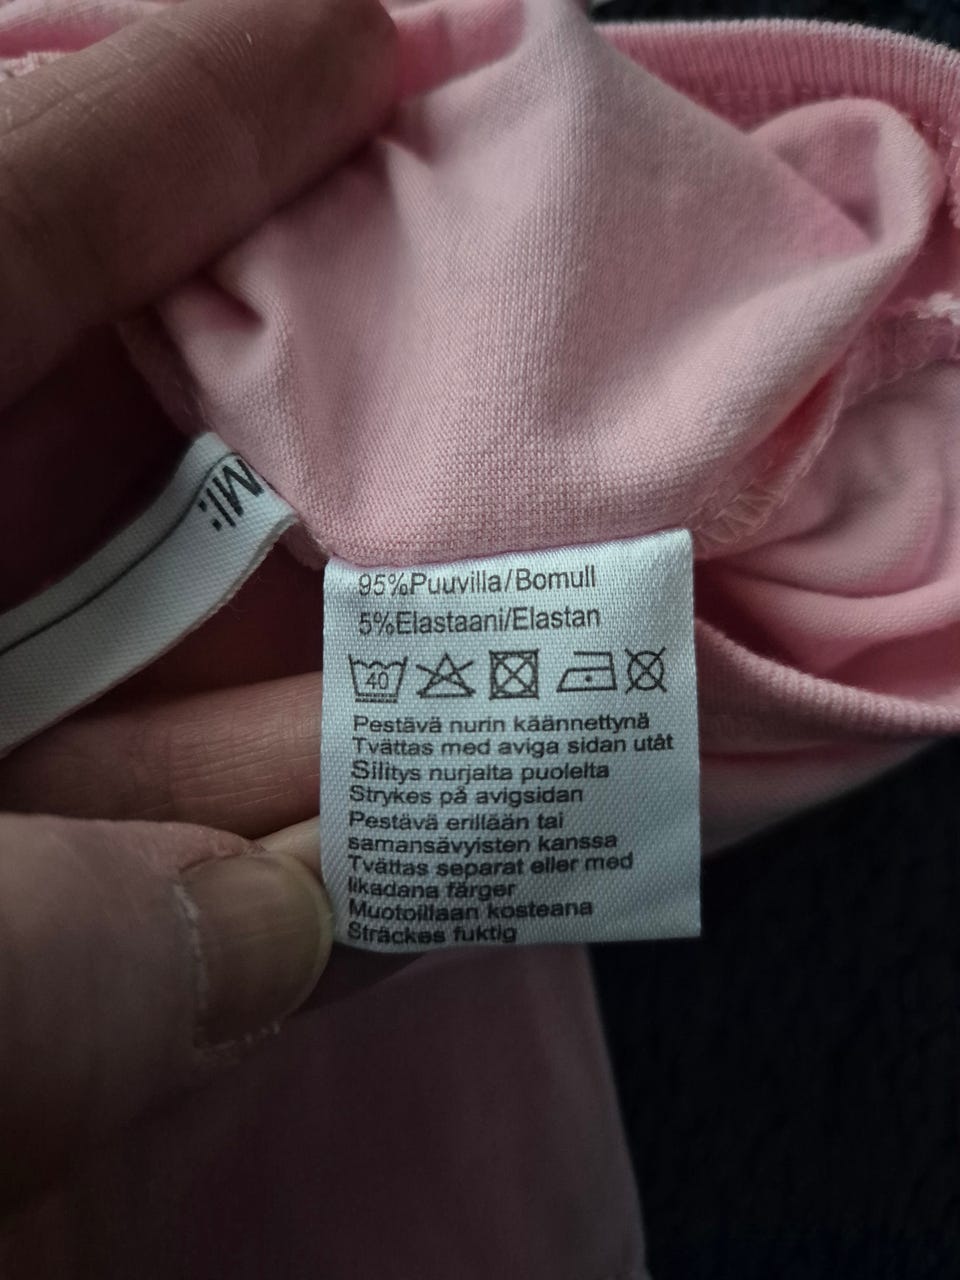 MI:
95%Puuvilla/Bomull
5%Elastaani/Elastan
40
Pestävä nurin käännettynä
Tvättas med aviga sidan utåt
Silitys nurjalta puolelta
Strykes på avigsidan
Pestävä erillään tai
samansävyisten kanssa
Tvättas separat eller med
likadana färger
Muotoillaan kosteana
Sträckes fuktig